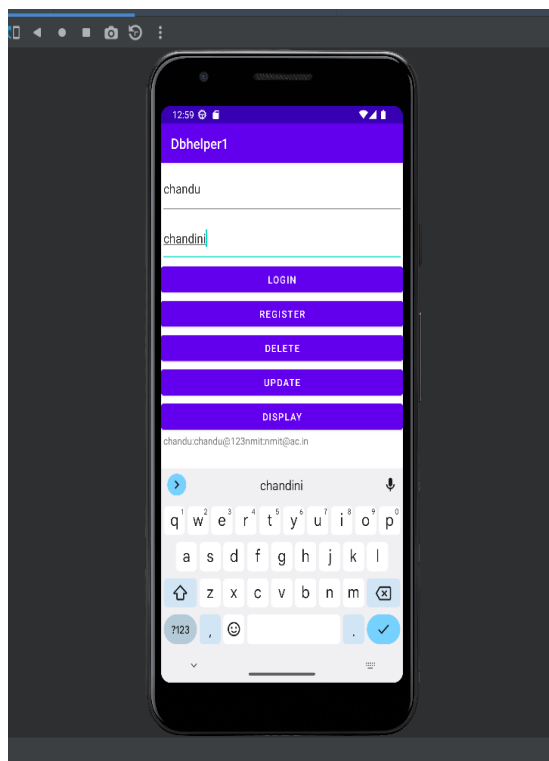 12:59
Dbhelper1
chandu
chandini
LOGIN
REGISTER
DELETE
UPDATE
DISPLAY
chandu:chandu@123nmit:nmit@ac.in
chandini
1 2 3 4 5 6 7 8 9 0
q w e r t y u i o p
a s d f g h j k l
z x c v b n m
?123 , .